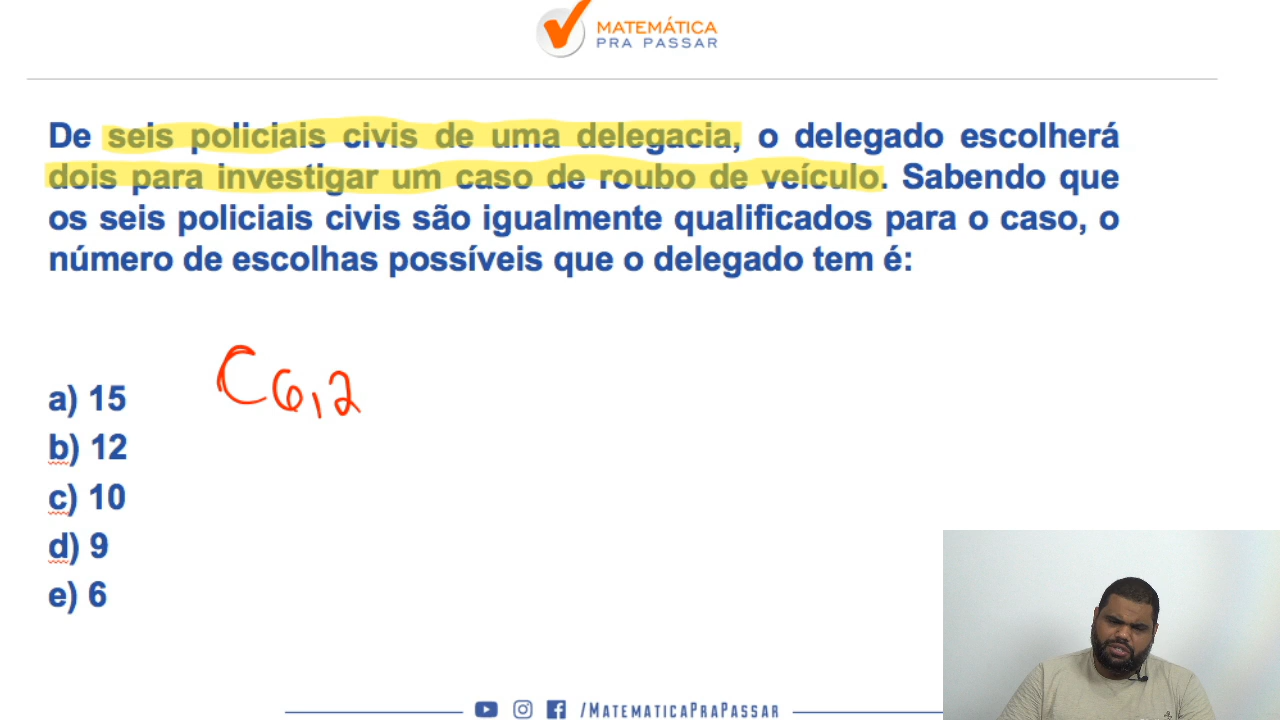 MATEMÁTICA
PRA PASSAR
De seis policiais civis de uma delegacia, o delegado escolherá
dois para investigar um caso de roubo de veículo. Sabendo que
os seis policiais civis são igualmente qualificados para o caso, o
número de escolhas possíveis que o delegado tem é:
C6,2
a) 15
b) 12
c) 10
d) 9
e) 6
/MATEMATICAPRAPASSAR